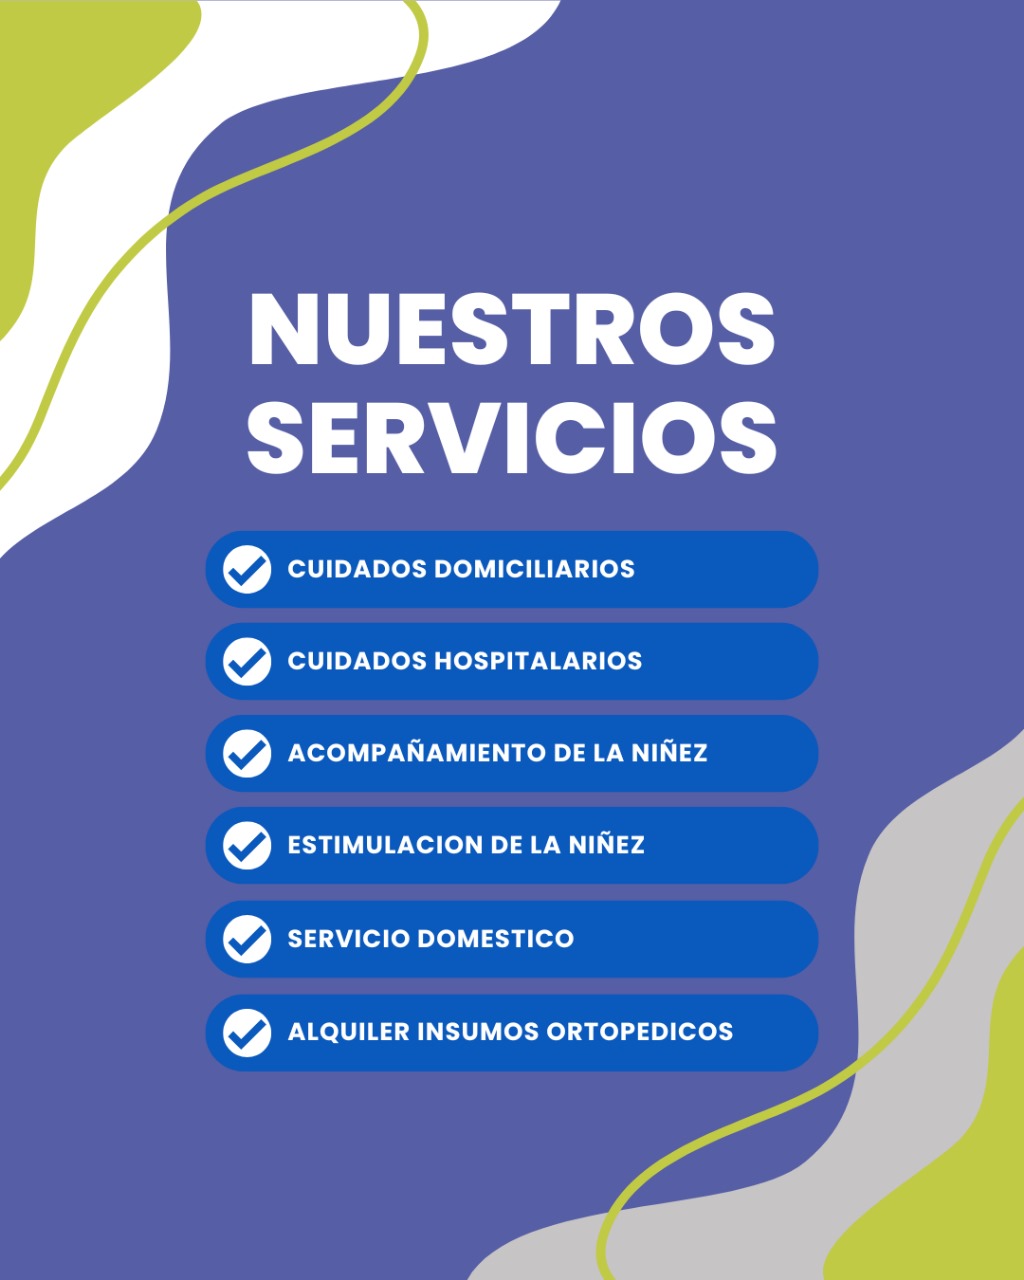 NUESTROS
SERVICIOS
CUIDADOS DOMICILIARIOS
CUIDADOS HOSPITALARIOS
ACOMPAÑAMIENTO DE LA NIÑEZ
ESTIMULACION DE LA NIÑEZ
SERVICIO DOMESTICO
ALQUILER INSUMOS ORTOPEDICOS